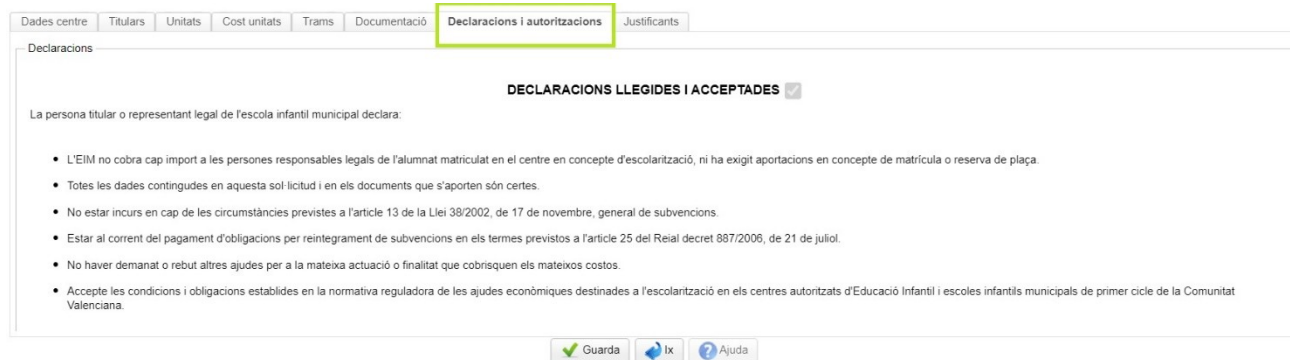 Dades centre Titulars Unitats Cost unitats Trams Documentació Declaracions i autoritzacions Justificants
Declaracions
DECLARACIONS LLEGIDES I ACCEPTADES
La persona titular o representant legal de l'escola infantil municipal declara:
L'EIM no cobra cap import a les persones responsables legals de l'alumnat matriculat en el centre en concepte d'escolarització, ni ha exigit aportacions en concepte de matrícula o reserva de plaça.
Totes les dades contingudes en aquesta sol·licitud i en els documents que s'aporten són certes.
No estar incurs en cap de les circumstàncies previstes a l'article 13 de la Llei 38/2002, de 17 de novembre, general de subvencions.
Estar al corrent del pagament d'obligacions per reintegrament de subvencions en els termes previstos a l'article 25 del Reial decret 887/2006, de 21 de juliol.
No haver demanat o rebut altres ajudes per a la mateixa actuació o finalitat que cobrisquen els mateixos costos.
Accepte les condicions i obligacions establides en la normativa reguladora de les ajudes econòmiques destinades a l'escolarització en els centres autoritzats d'Educació Infantil i escoles infantils municipals de primer cicle de la Comunitat
Valenciana.
Guarda Ix Ajuda